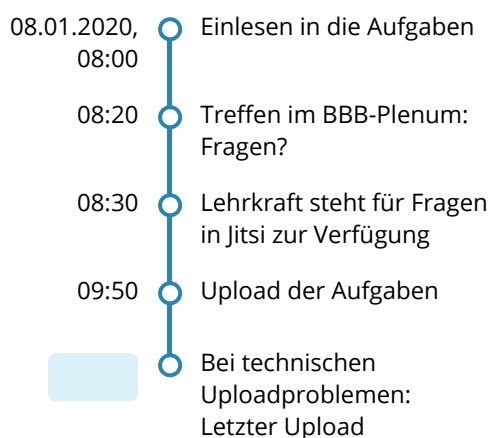 08.01.2020,
08:00
Einlesen in die Aufgaben
08:20
Treffen im BBB-Plenum:
Fragen?
08:30
Lehrkraft steht für Fragen
in Jitsi zur Verfügung
09:50
Upload der Aufgaben
Bei technischen
Uploadproblemen:
Letzter Upload